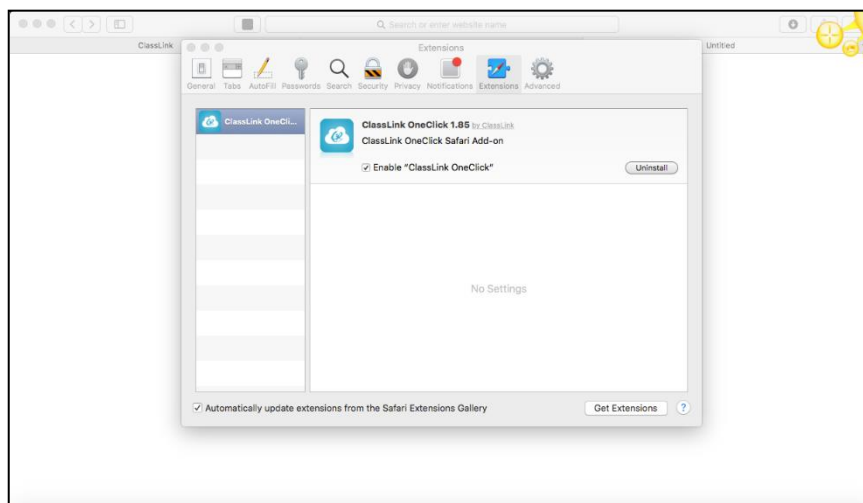 Search or enter website name
ClassLink
Untitled
Extensions
General Tabs AutoFill Passwords Search Security Privacy Notifications Extensions Advanced
ClassLink OneCli...
ClassLink OneClick 1.85 by ClassLink
ClassLink OneClick Safari Add-on
Enable "ClassLink OneClick"
Uninstall
No Settings
Automatically update extensions from the Safari Extensions Gallery
Get Extensions
?